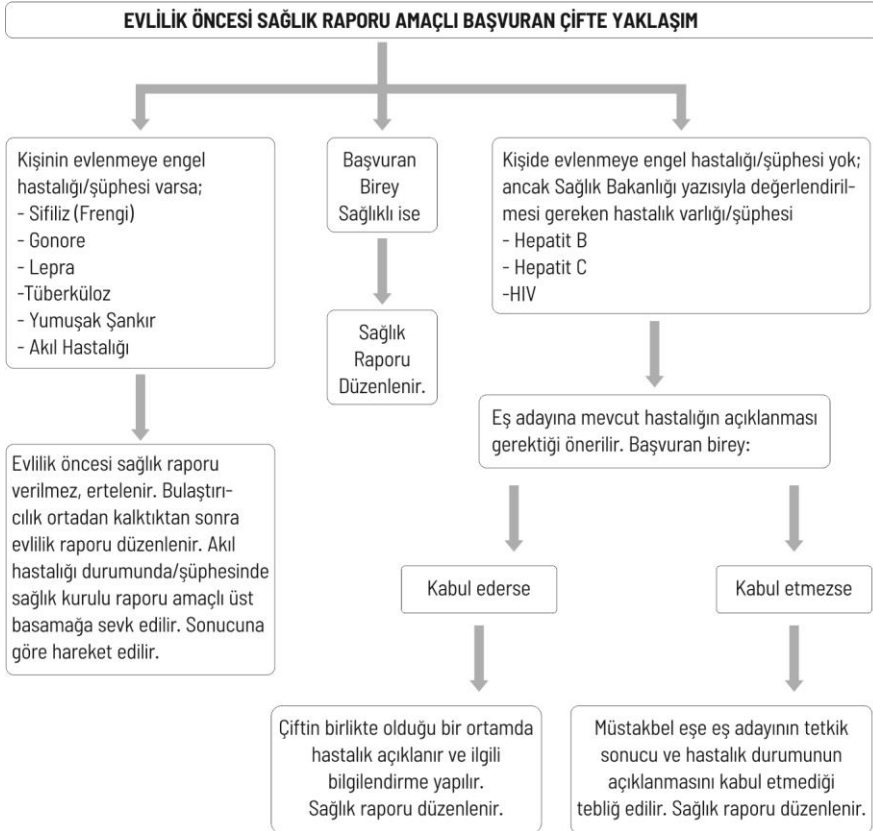 EVLİLİK ÖNCESİ SAĞLIK RAPORU AMAÇLI BAŞVURAN ÇİFTE YAKLAŞIM
Kişinin evlenmeye engel
hastalığı/şüphesi varsa;
- Sifiliz (Frengi)
- Gonore
- Lepra
-Tüberküloz
- Yumuşak Şankır
- Akıl Hastalığı
Evlilik öncesi sağlık raporu
verilmez, ertelenir. Bulaştırı-
cılık ortadan kalktıktan sonra
evlilik raporu düzenlenir. Akıl
hastalığı durumunda/şüphesinde
sağlık kurulu raporu amaçlı üst
basamağa sevk edilir. Sonucuna
göre hareket edilir.
Başvuran
Birey
Sağlıklı ise
Sağlık
Raporu
Düzenlenir.
Kişide evlenmeye engel hastalığı/şüphesi yok;
ancak Sağlık Bakanlığı yazısıyla değerlendiril-
mesi gereken hastalık varlığı/şüphesi
- Hepatit B
- Hepatit C
-HIV
Eş adayına mevcut hastalığın açıklanması
gerektiği önerilir. Başvuran birey:
Kabul ederse
Çiftin birlikte olduğu bir ortamda
hastalık açıklanır ve ilgili
bilgilendirme yapılır.
Sağlık raporu düzenlenir.
Kabul etmezse
Müstakbel eşe eş adayının tetkik
sonucu ve hastalık durumunun
açıklanmasını kabul etmediği
tebliğ edilir. Sağlık raporu düzenlenir.